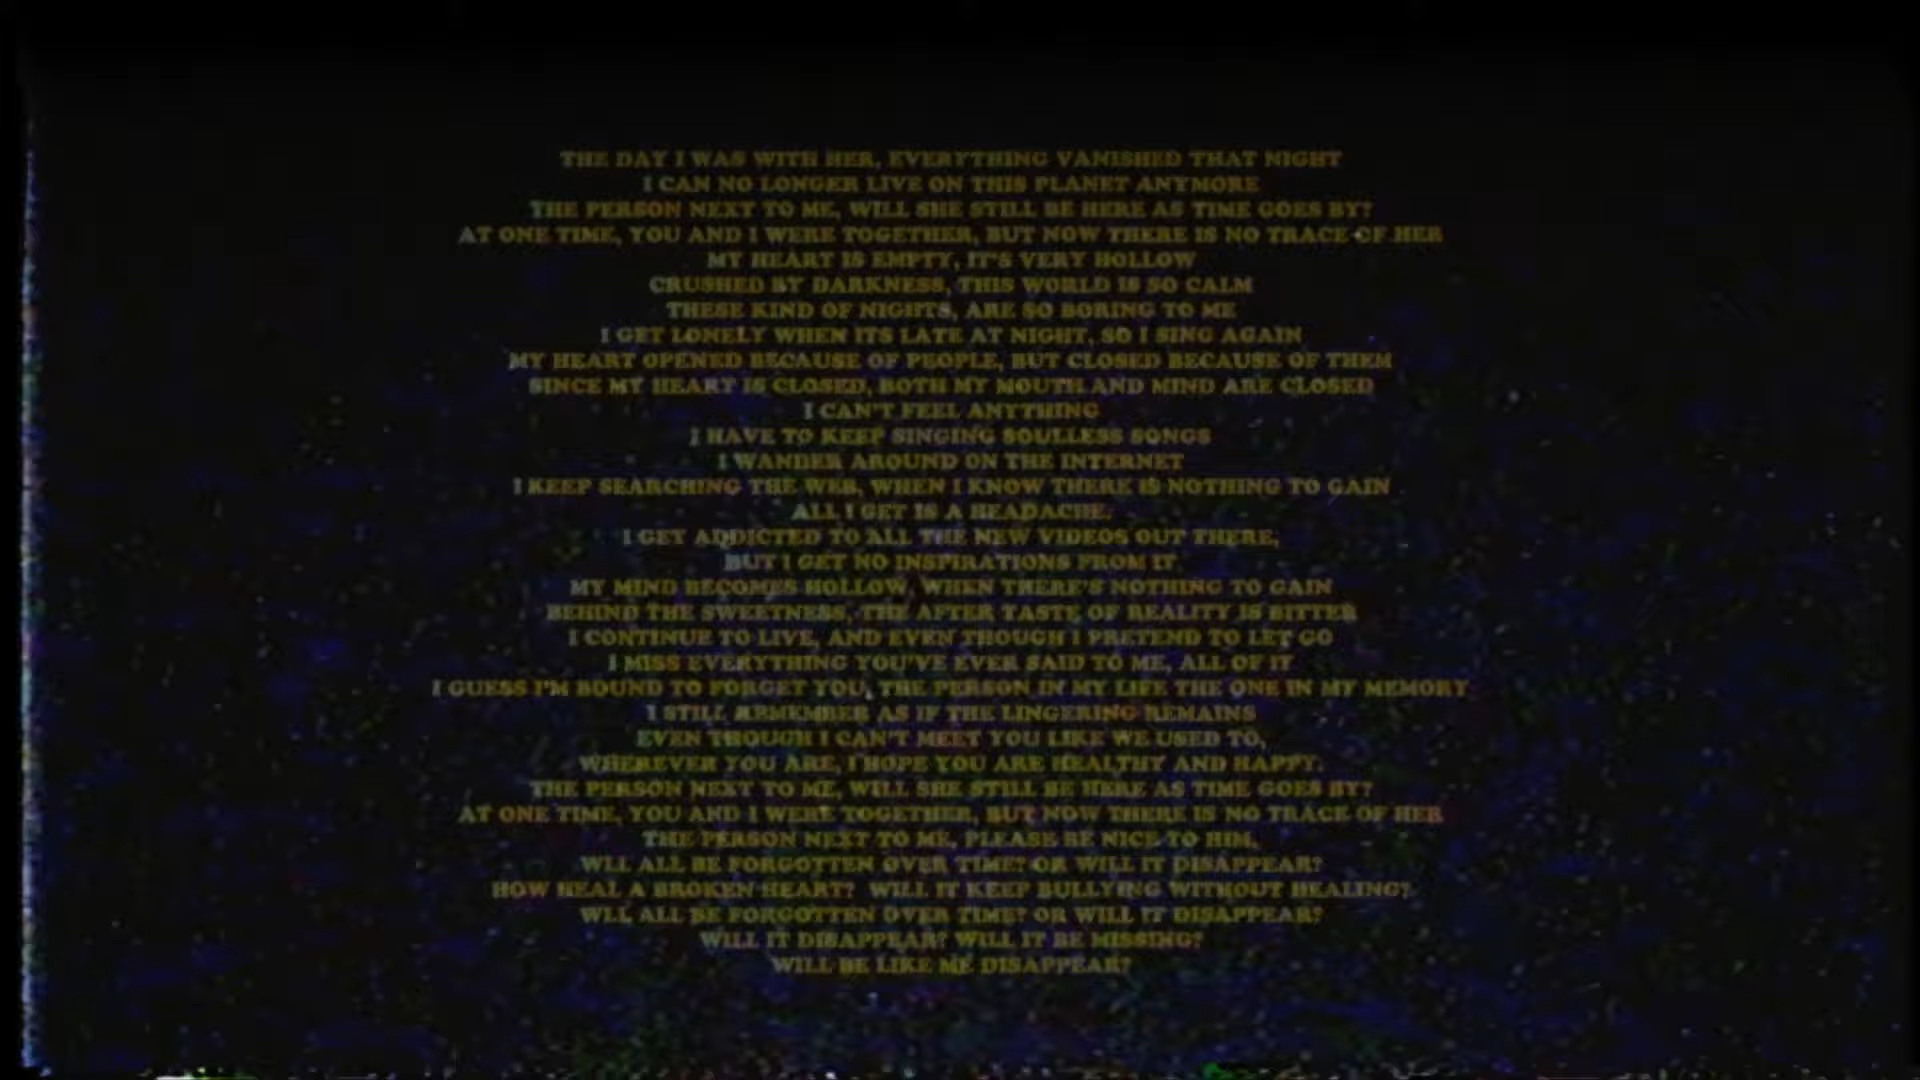 THE DAY I WAS WITH HER, EVERYTHING VANISHED THAT NIGHT
I CAN NO LONGER LIVE ON THIS PLANET ANYMORE
THE PERSON NEXT TO ME, WILL SHE STILL BE HERE AS TIME GOES BY?
AT ONE TIME, YOU AND I WERE TOGETHER, BUT NOW THERE IS NO TRACE OF HER
MY HEART IS EMPTY, IT'S VERY HOLLOW
CRUSHED BY DARKNESS, THIS WORLD IS SO CALM
THESE KIND OF NIGHTS, ARE SO BORING TO ME
I GET LONELY WHEN ITS LATE AT NIGHT, SO I SING AGAIN
MY HEART OPENED BECAUSE OF PEOPLE, BUT CLOSED BECAUSE OF THEM
SINCE MY HEART IS CLOSED, BOTH MY MOUTH AND MIND ARE CLOSED
I CAN'T FEEL ANYTHING
I HAVE TO KEEP SINGING SOULLESS SONGS
I WANDER AROUND ON THE INTERNET
I KEEP SEARCHING THE WEB, WHEN I KNOW THERE IS NOTHING TO GAIN
ALL I GET IS A HEADACHE.
I GET ADDICTED TO ALL THE NEW VIDEOS OUT THERE,
BUT I GET NO INSPIRATIONS FROM IT.
MY MIND BECOMES HOLLOW, WHEN THERE'S NOTHING TO GAIN
BEHIND THE SWEETNESS, THE AFTER TASTE OF REALITY IS BITTER
I CONTINUE TO LIVE, AND EVEN THOUGH I PRETEND TO LET GO
I MISS EVERYTHING YOU'VE EVER SAID TO ME, ALL OF IT
I GUESS I'M BOUND TO FORGET YOU, THE PERSON IN MY LIFE THE ONE IN MY MEMORY
I STILL REMEMBER AS IF THE LINGERING REMAINS
EVEN THOUGH I CAN'T MEET YOU LIKE WE USED TO,
WHEREVER YOU ARE, I HOPE YOU ARE HEALTHY AND HAPPY.
THE PERSON NEXT TO ME, WILL SHE STILL BE HERE AS TIME GOES BY?
AT ONE TIME, YOU AND I WERE TOGETHER, BUT NOW THERE IS NO TRACE OF HER
THE PERSON NEXT TO ME, PLEASE BE NICE TO HIM,
WLL ALL BE FORGOTTEN OVER TIME? OR WILL IT DISAPPEAR?
HOW HEAL A BROKEN HEART? WILL IT KEEP BULLYING WITHOUT HEALING?
WLL ALL BE FORGOTTEN OVER TIME? OR WILL IT DISAPPEAR?
WILL IT DISAPPEAR? WILL IT BE MISSING?
WILL BE LIKE ME DISAPPEAR?